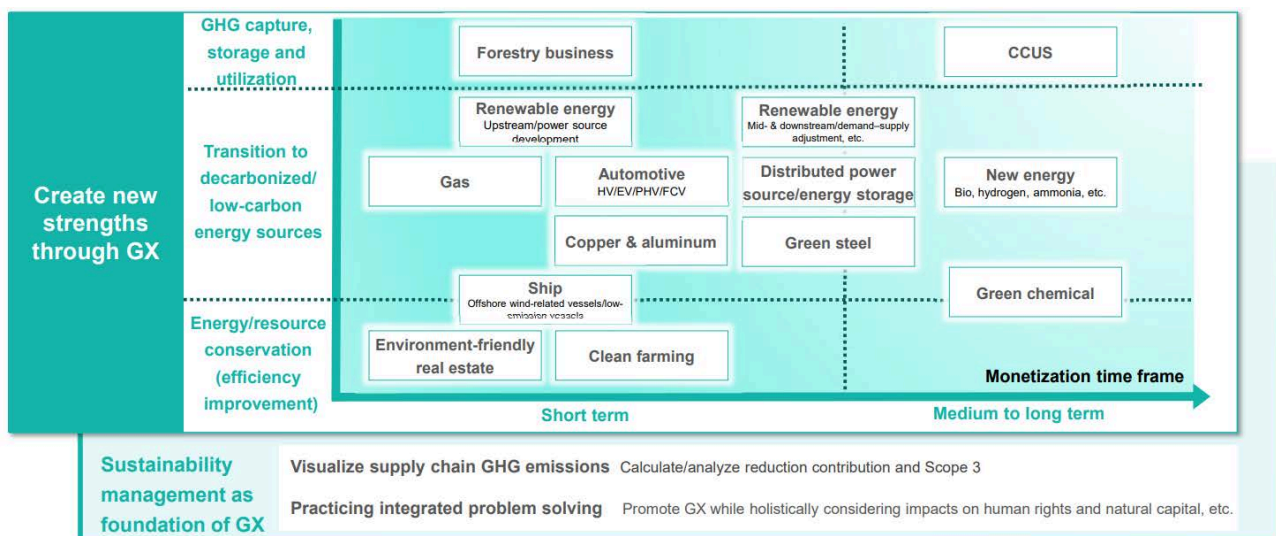 Create new
strengths
through GX
GHG capture,
storage and
utilization
Forestry business
CCUS
Transition to
decarbonized/
low-carbon
energy sources
Renewable energy
Upstream/power source
development
Renewable energy
Mid- & downstream/demand–supply
adjustment, etc.
Gas
Automotive
HV/EV/PHV/FCV
Distributed power
source/energy storage
New energy
Bio, hydrogen, ammonia, etc.
Copper & aluminum
Green steel
Ship
Offshore wind-related vessels/low-
emission vessels
Green chemical
Energy/resource
conservation
(efficiency
improvement)
Environment-friendly
real estate
Clean farming
Monetization time frame
Short term
Medium to long term
Sustainability
management as
foundation of GX
Visualize supply chain GHG emissions Calculate/analyze reduction contribution and Scope 3
Practicing integrated problem solving Promote GX while holistically considering impacts on human rights and natural capital, etc.